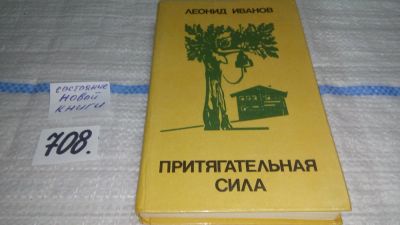 ЛЕОНИД ИВАНОВ
состояние
новой
книги
708.
ПРИТЯГАТЕЛЬНАЯ
СИЛА